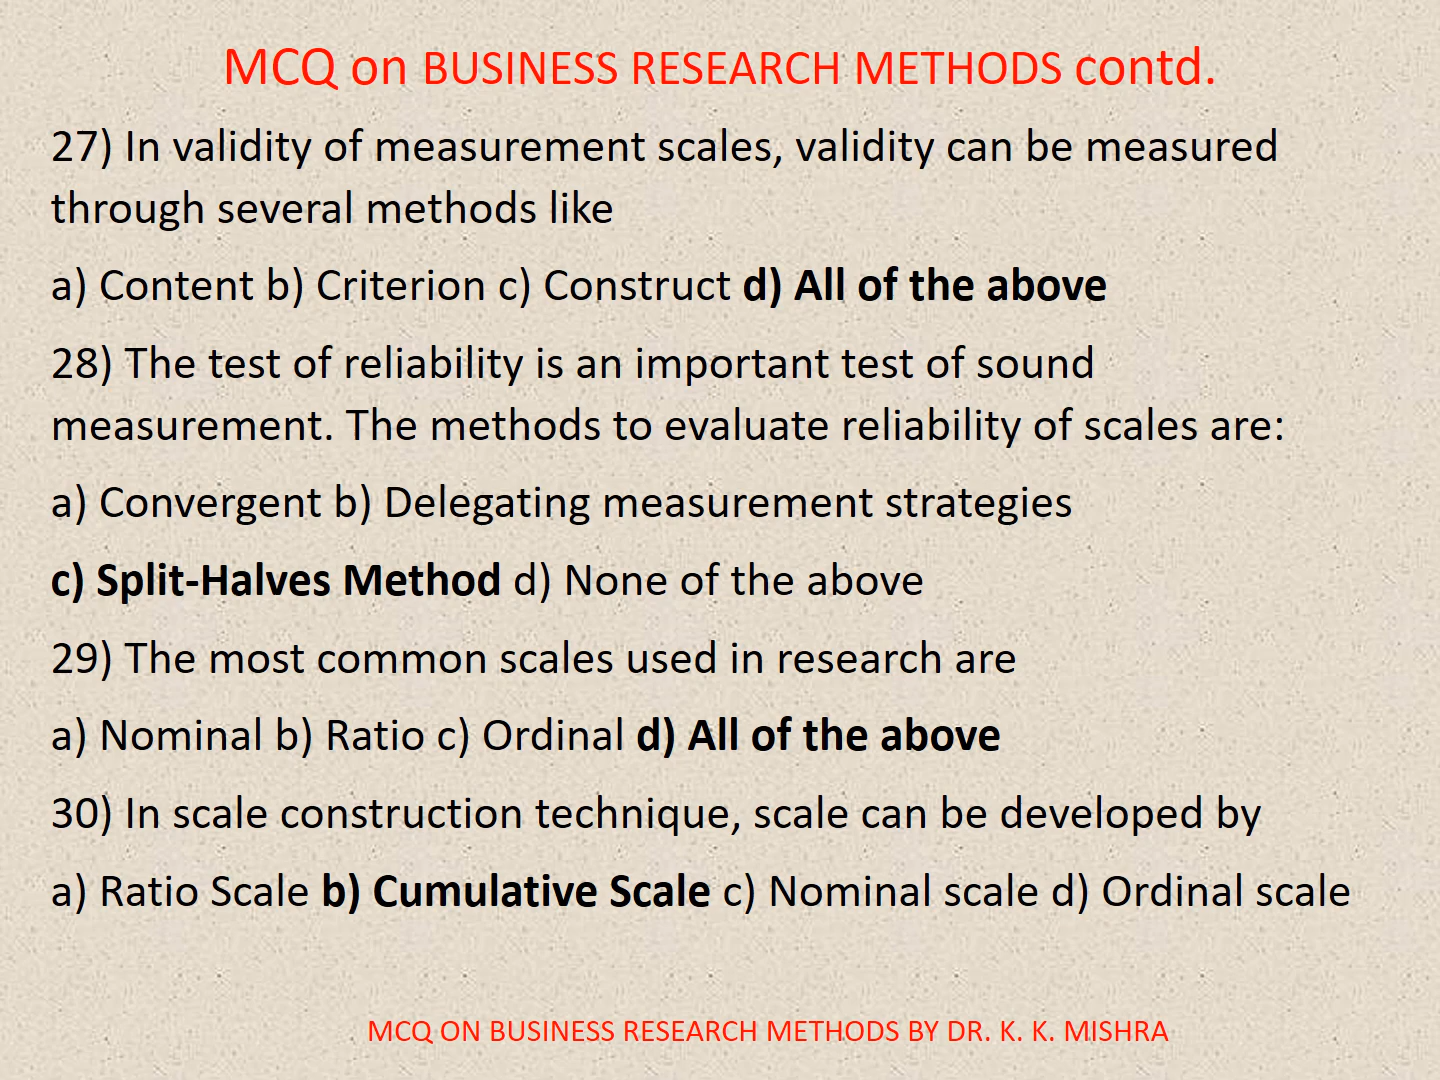 MCQ on BUSINESS RESEARCH METHODS contd.
27) In validity of measurement scales, validity can be measured
through several methods like
a) Content b) Criterion c) Construct d) All of the above
28) The test of reliability is an important test of sound
measurement. The methods to evaluate reliability of scales are:
a) Convergent b) Delegating measurement strategies
c) Split-Halves Method d) None of the above
29) The most common scales used in research are
a) Nominal b) Ratio c) Ordinal d) All of the above
30) In scale construction technique, scale can be developed by
a) Ratio Scale b) Cumulative Scale c) Nominal scale d) Ordinal scale
MCQ ON BUSINESS RESEARCH METHODS BY DR. K. K. MISHRA